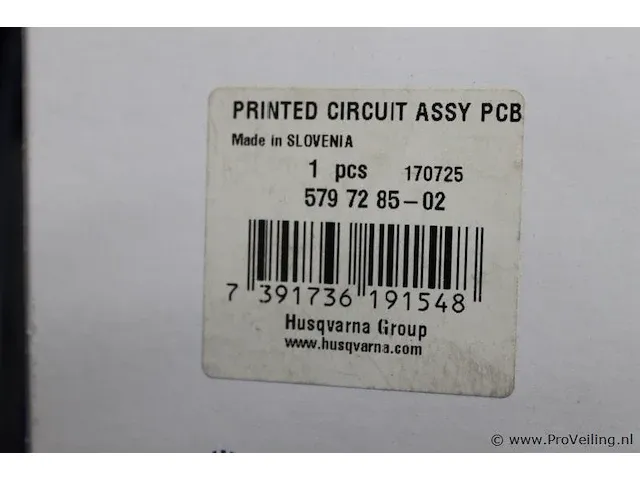 PRINTED CIRCUIT ASSY PCB
Made in SLOVENIA
1 pcs 170725
579 72 85-02
7 391736 191548
Husqvarna Group
www.husqvarna.com
© www.ProVeiling.nl